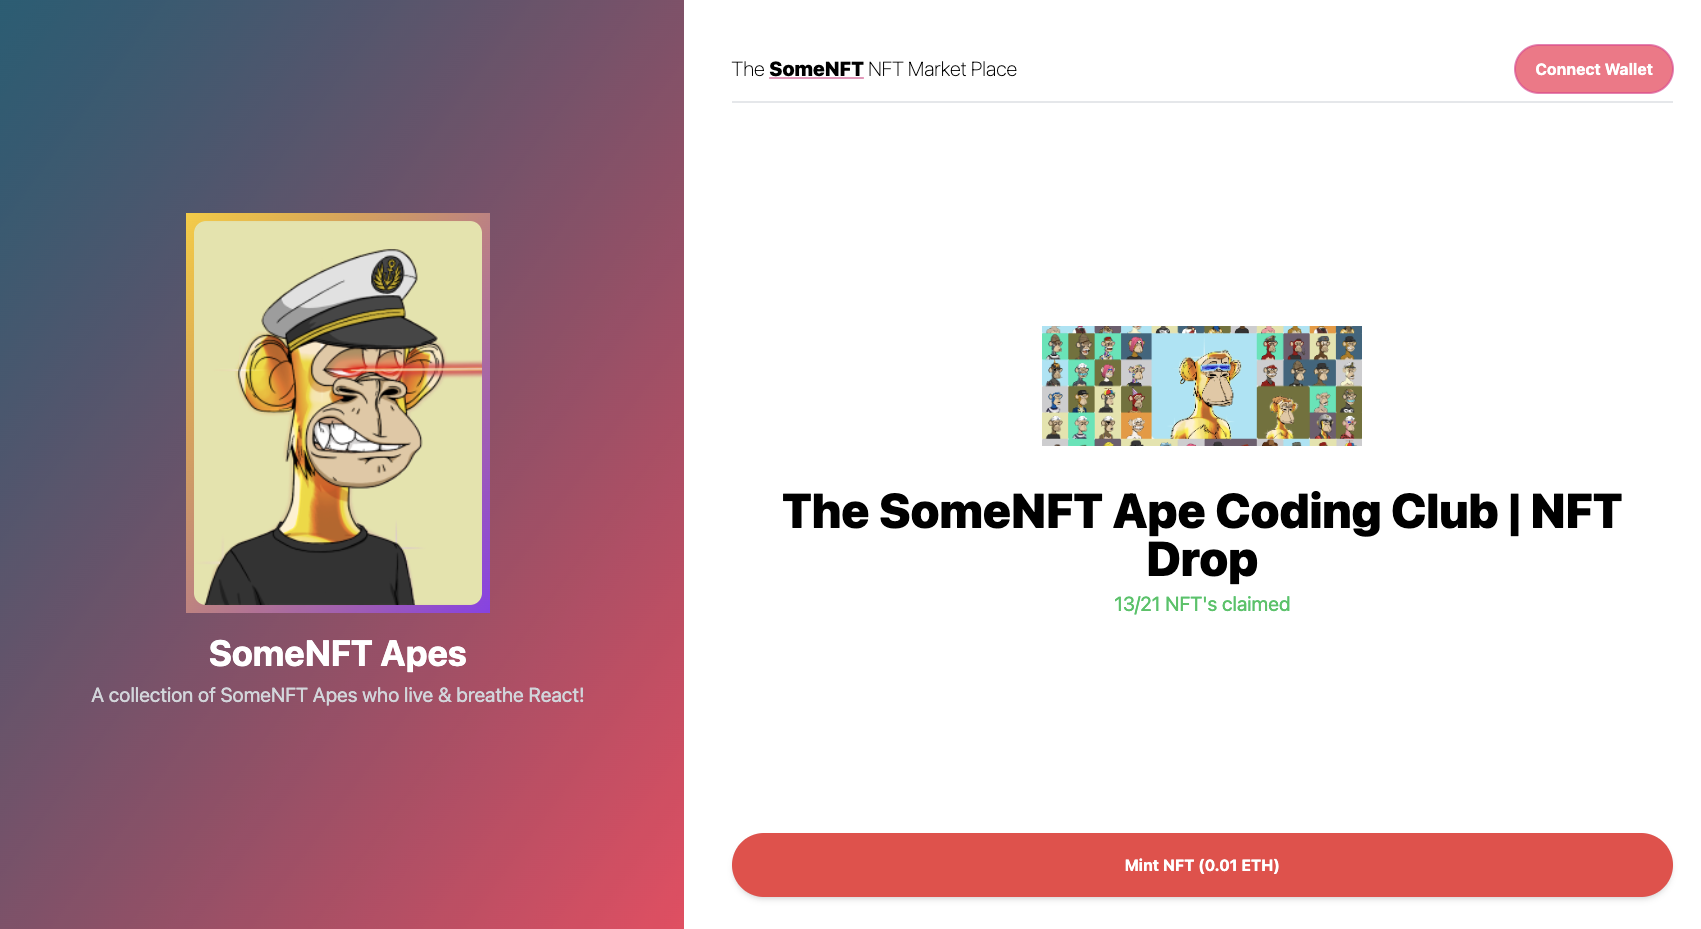 The SomeNFT NFT Market Place
Connect Wallet
SomeNFT Apes
A collection of SomeNFT Apes who live & breathe React!
The SomeNFT Ape Coding Club | NFT
Drop
13/21 NFT's claimed
Mint NFT (0.01 ETH)